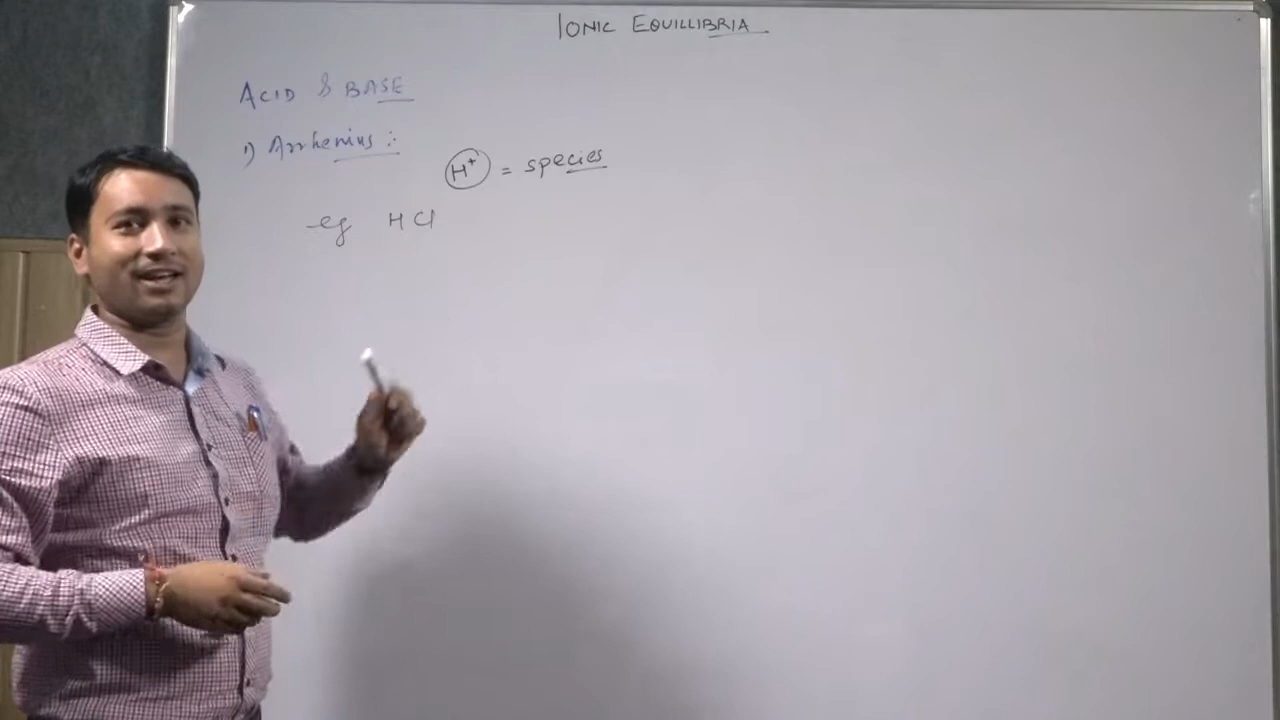 IONIC EQUILLIBRIA
ACID & BASE
1) Arrhenius :-
H+ = species
eg HCl